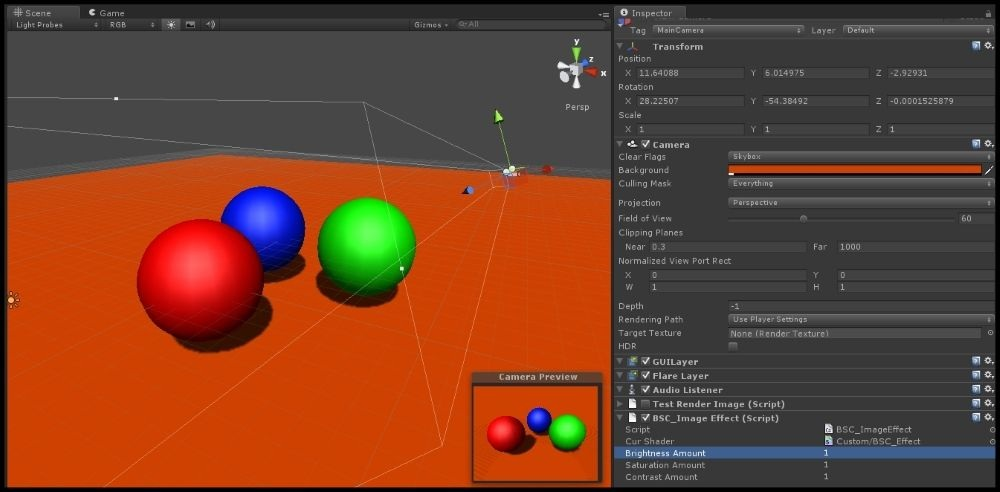 Scene Game
Light Probes RGB Gizmos All
y
z
x
Persp
Camera Preview
Inspector
Tag MainCamera Layer Default
Transform
Position
X 11.64088 Y 6.014975 Z -2.92931
Rotation
X 28.22507 Y -54.38492 Z -0.0001525879
Scale
X 1 Y 1 Z 1
Camera
Clear Flags Skybox
Background
Culling Mask Everything
Projection Perspective
Field of View 60
Clipping Planes
Near 0.3 Far 1000
Normalized View Port Rect
X 0 Y 0
W 1 H 1
Depth -1
Rendering Path Use Player Settings
Target Texture None (Render Texture)
HDR
GUILayer
Flare Layer
Audio Listener
Test Render Image (Script)
BSC_Image Effect (Script)
Script BSC_ImageEffect
Cur Shader Custom/BSC_Effect
Brightness Amount 1
Saturation Amount 1
Contrast Amount 1